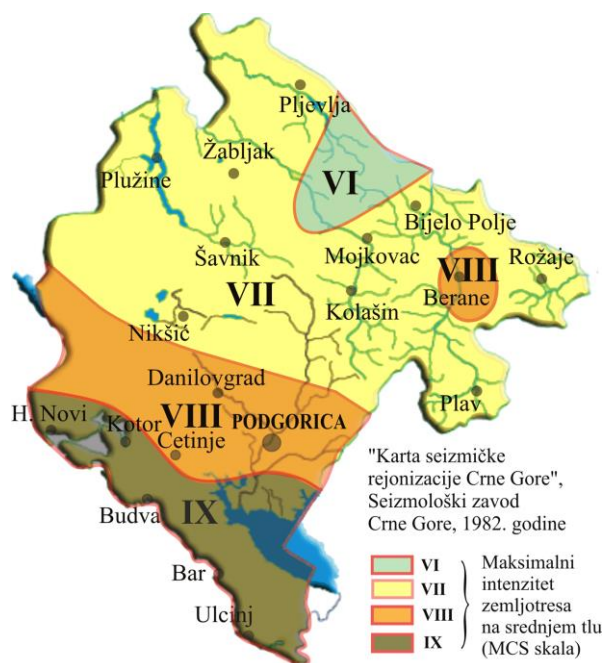 Pljevlja
Žabljak
VI
Plužine
Bijelo Polje
Šavnik
Mojkovac
VIII
Rožaje
VII
Berane
Kolašin
Nikšić
Danilovgrad
Plav
H. Novi
Kotor
VIII
PODGORICA
Cetinje
Budva
IX
Bar
Ulcinj
"Karta seizmičke
rejonizacije Crne Gore",
Seizmološki zavod
Crne Gore, 1982. godine
VI
VII
VIII
IX
Maksimalni
intenzitet
zemljotresa
na srednjem tlu
(MCS skala)